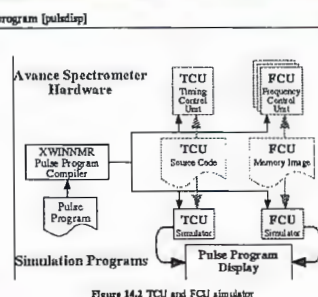 rogram [pulsdisp]
Avance Spectrometer
Hardware
TCU
Timing
Control
Unit
FCU
Frequency
Control
Unit
XWINNMR
Pulse Program
Compiler
TCU
Source Code
FCU
Memory Image
Pulse
Program
TCU
Simulator
FCU
Simulator
Simulation Programs
Pulse Program
Display
Figure 14.2 TCU and FCU simulator